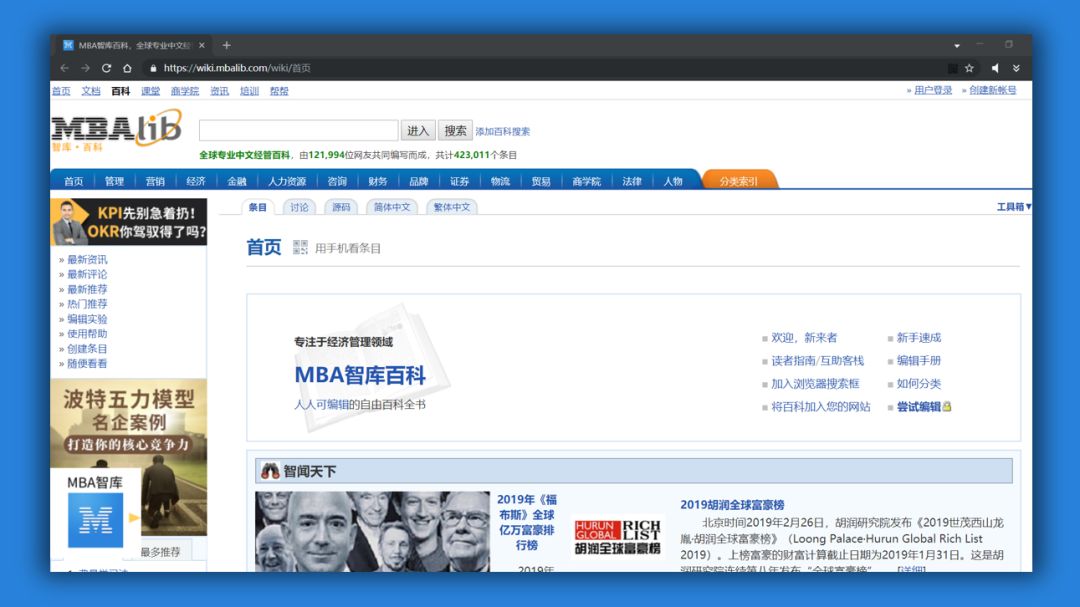 MBA智库百科，全球专业中文经
https://wiki.mbalib.com/wiki/首页
首页 文档 百科 课堂 商学院 资讯 培训 帮帮
» 用户登录 » 创建新帐号
MBAlib
智库·百科
进入 搜索 添加百科搜索
全球专业中文经管百科，由121,994位网友共同编写而成，共计423,011个条目
首页 管理 营销 经济 金融 人力资源 咨询 财务 品牌 证券 物流 贸易 商学院 法律 人物 分类索引
KPI先别急着扔！
OKR你驾驭得了吗？
条目 讨论 源码 简体中文 繁体中文
工具箱▼
首页 用手机看条目
» 最新资讯
» 最新评论
» 最新推荐
» 热门推荐
» 编辑实验
» 使用帮助
» 创建条目
» 随便看看
专注于经济管理领域
MBA智库百科
人人可编辑的自由百科全书
欢迎，新来者
新手速成
读者指南/互助客栈
编辑手册
加入浏览器搜索框
如何分类
将百科加入您的网站
尝试编辑
波特五力模型
名企案例
打造你的核心竞争力
MBA智库
最多推荐
智闻天下
2019年《福
布斯》全球
亿万富豪排
行榜
2019年
HURUN GLOBAL RICH LIST
胡润全球富豪榜
2019胡润全球富豪榜
北京时间2019年2月26日，胡润研究院发布《2019世茂西山龙
胤·胡润全球富豪榜》（Loong Palace·Hurun Global Rich List
2019）。上榜富豪的财富计算截止日期为2019年1月31日。这是胡
润研究院连续第八年发布“全球富豪榜”。 [详细]